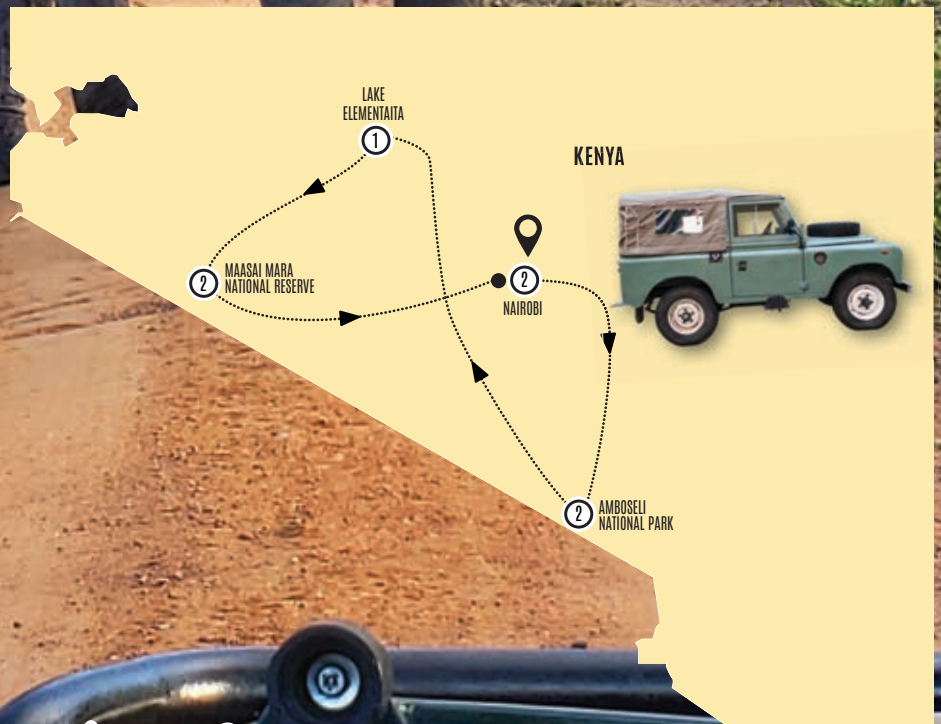 LAKE
ELEMENTAITA
1
KENYA
2
MAASAI MARA
NATIONAL RESERVE
2
NAIROBI
2
AMBOSELI
NATIONAL PARK